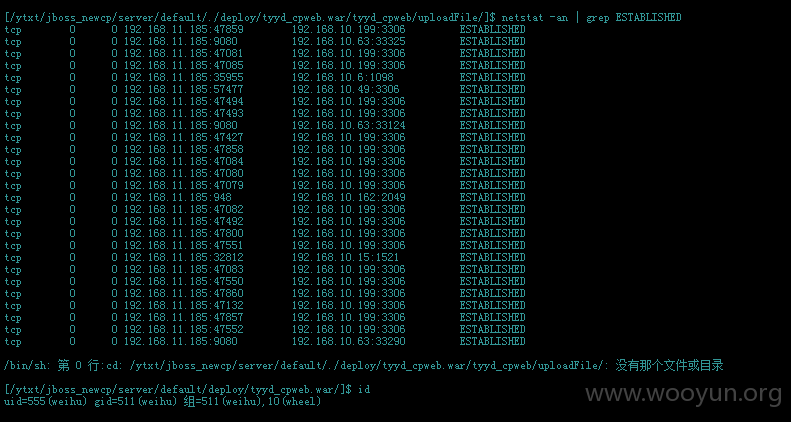 [/ytxt/jboss_newcp/server/default/./deploy/tyyd_cpweb.war/tyyd_cpweb/uploadFile/]$ netstat -an | grep ESTABLISHED
tcp 0 0 192.168.11.185:47859 192.168.10.199:3306 ESTABLISHED
tcp 0 0 192.168.11.185:9080 192.168.10.63:33325 ESTABLISHED
tcp 0 0 192.168.11.185:47081 192.168.10.199:3306 ESTABLISHED
tcp 0 0 192.168.11.185:47085 192.168.10.199:3306 ESTABLISHED
tcp 0 0 192.168.11.185:35955 192.168.10.6:1098 ESTABLISHED
tcp 0 0 192.168.11.185:57477 192.168.10.49:3306 ESTABLISHED
tcp 0 0 192.168.11.185:47494 192.168.10.199:3306 ESTABLISHED
tcp 0 0 192.168.11.185:47493 192.168.10.199:3306 ESTABLISHED
tcp 0 0 192.168.11.185:9080 192.168.10.63:33124 ESTABLISHED
tcp 0 0 192.168.11.185:47427 192.168.10.199:3306 ESTABLISHED
tcp 0 0 192.168.11.185:47858 192.168.10.199:3306 ESTABLISHED
tcp 0 0 192.168.11.185:47084 192.168.10.199:3306 ESTABLISHED
tcp 0 0 192.168.11.185:47080 192.168.10.199:3306 ESTABLISHED
tcp 0 0 192.168.11.185:47079 192.168.10.199:3306 ESTABLISHED
tcp 0 0 192.168.11.185:948 192.168.10.162:2049 ESTABLISHED
tcp 0 0 192.168.11.185:47082 192.168.10.199:3306 ESTABLISHED
tcp 0 0 192.168.11.185:47492 192.168.10.199:3306 ESTABLISHED
tcp 0 0 192.168.11.185:47800 192.168.10.199:3306 ESTABLISHED
tcp 0 0 192.168.11.185:47551 192.168.10.199:3306 ESTABLISHED
tcp 0 0 192.168.11.185:32812 192.168.10.15:1521 ESTABLISHED
tcp 0 0 192.168.11.185:47083 192.168.10.199:3306 ESTABLISHED
tcp 0 0 192.168.11.185:47550 192.168.10.199:3306 ESTABLISHED
tcp 0 0 192.168.11.185:47860 192.168.10.199:3306 ESTABLISHED
tcp 0 0 192.168.11.185:47132 192.168.10.199:3306 ESTABLISHED
tcp 0 0 192.168.11.185:47857 192.168.10.199:3306 ESTABLISHED
tcp 0 0 192.168.11.185:47552 192.168.10.199:3306 ESTABLISHED
tcp 0 0 192.168.11.185:9080 192.168.10.63:33290 ESTABLISHED
/bin/sh: 第 0 行:cd: /ytxt/jboss_newcp/server/default/./deploy/tyyd_cpweb.war/tyyd_cpweb/uploadFile/: 没有那个文件或目录
[/ytxt/jboss_newcp/server/default/deploy/tyyd_cpweb.war/]$ id
uid=555(weihu) gid=511(weihu) 组=511(weihu),10(wheel)
www.wooyun.org